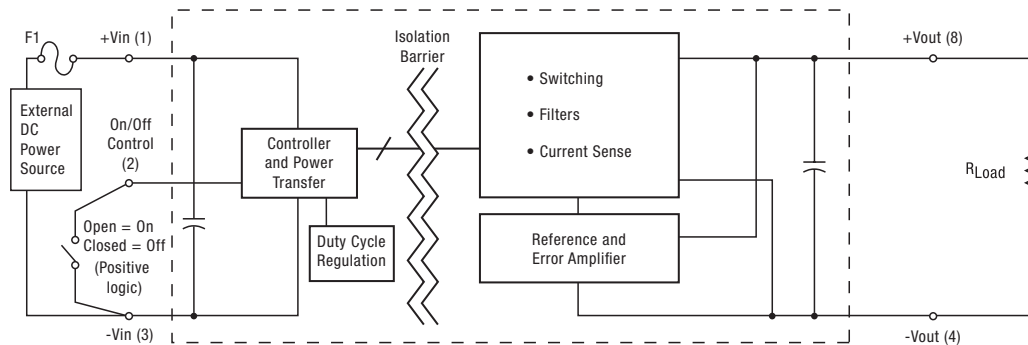 F1
+Vin (1)
External
DC
Power
Source
On/Off
Control
(2)
Open = On
Closed = Off
(Positive
logic)
-Vin (3)
Controller
and Power
Transfer
Duty Cycle
Regulation
Isolation
Barrier
• Switching
• Filters
• Current Sense
Reference and
Error Amplifier
+Vout (8)
RLoad
-Vout (4)